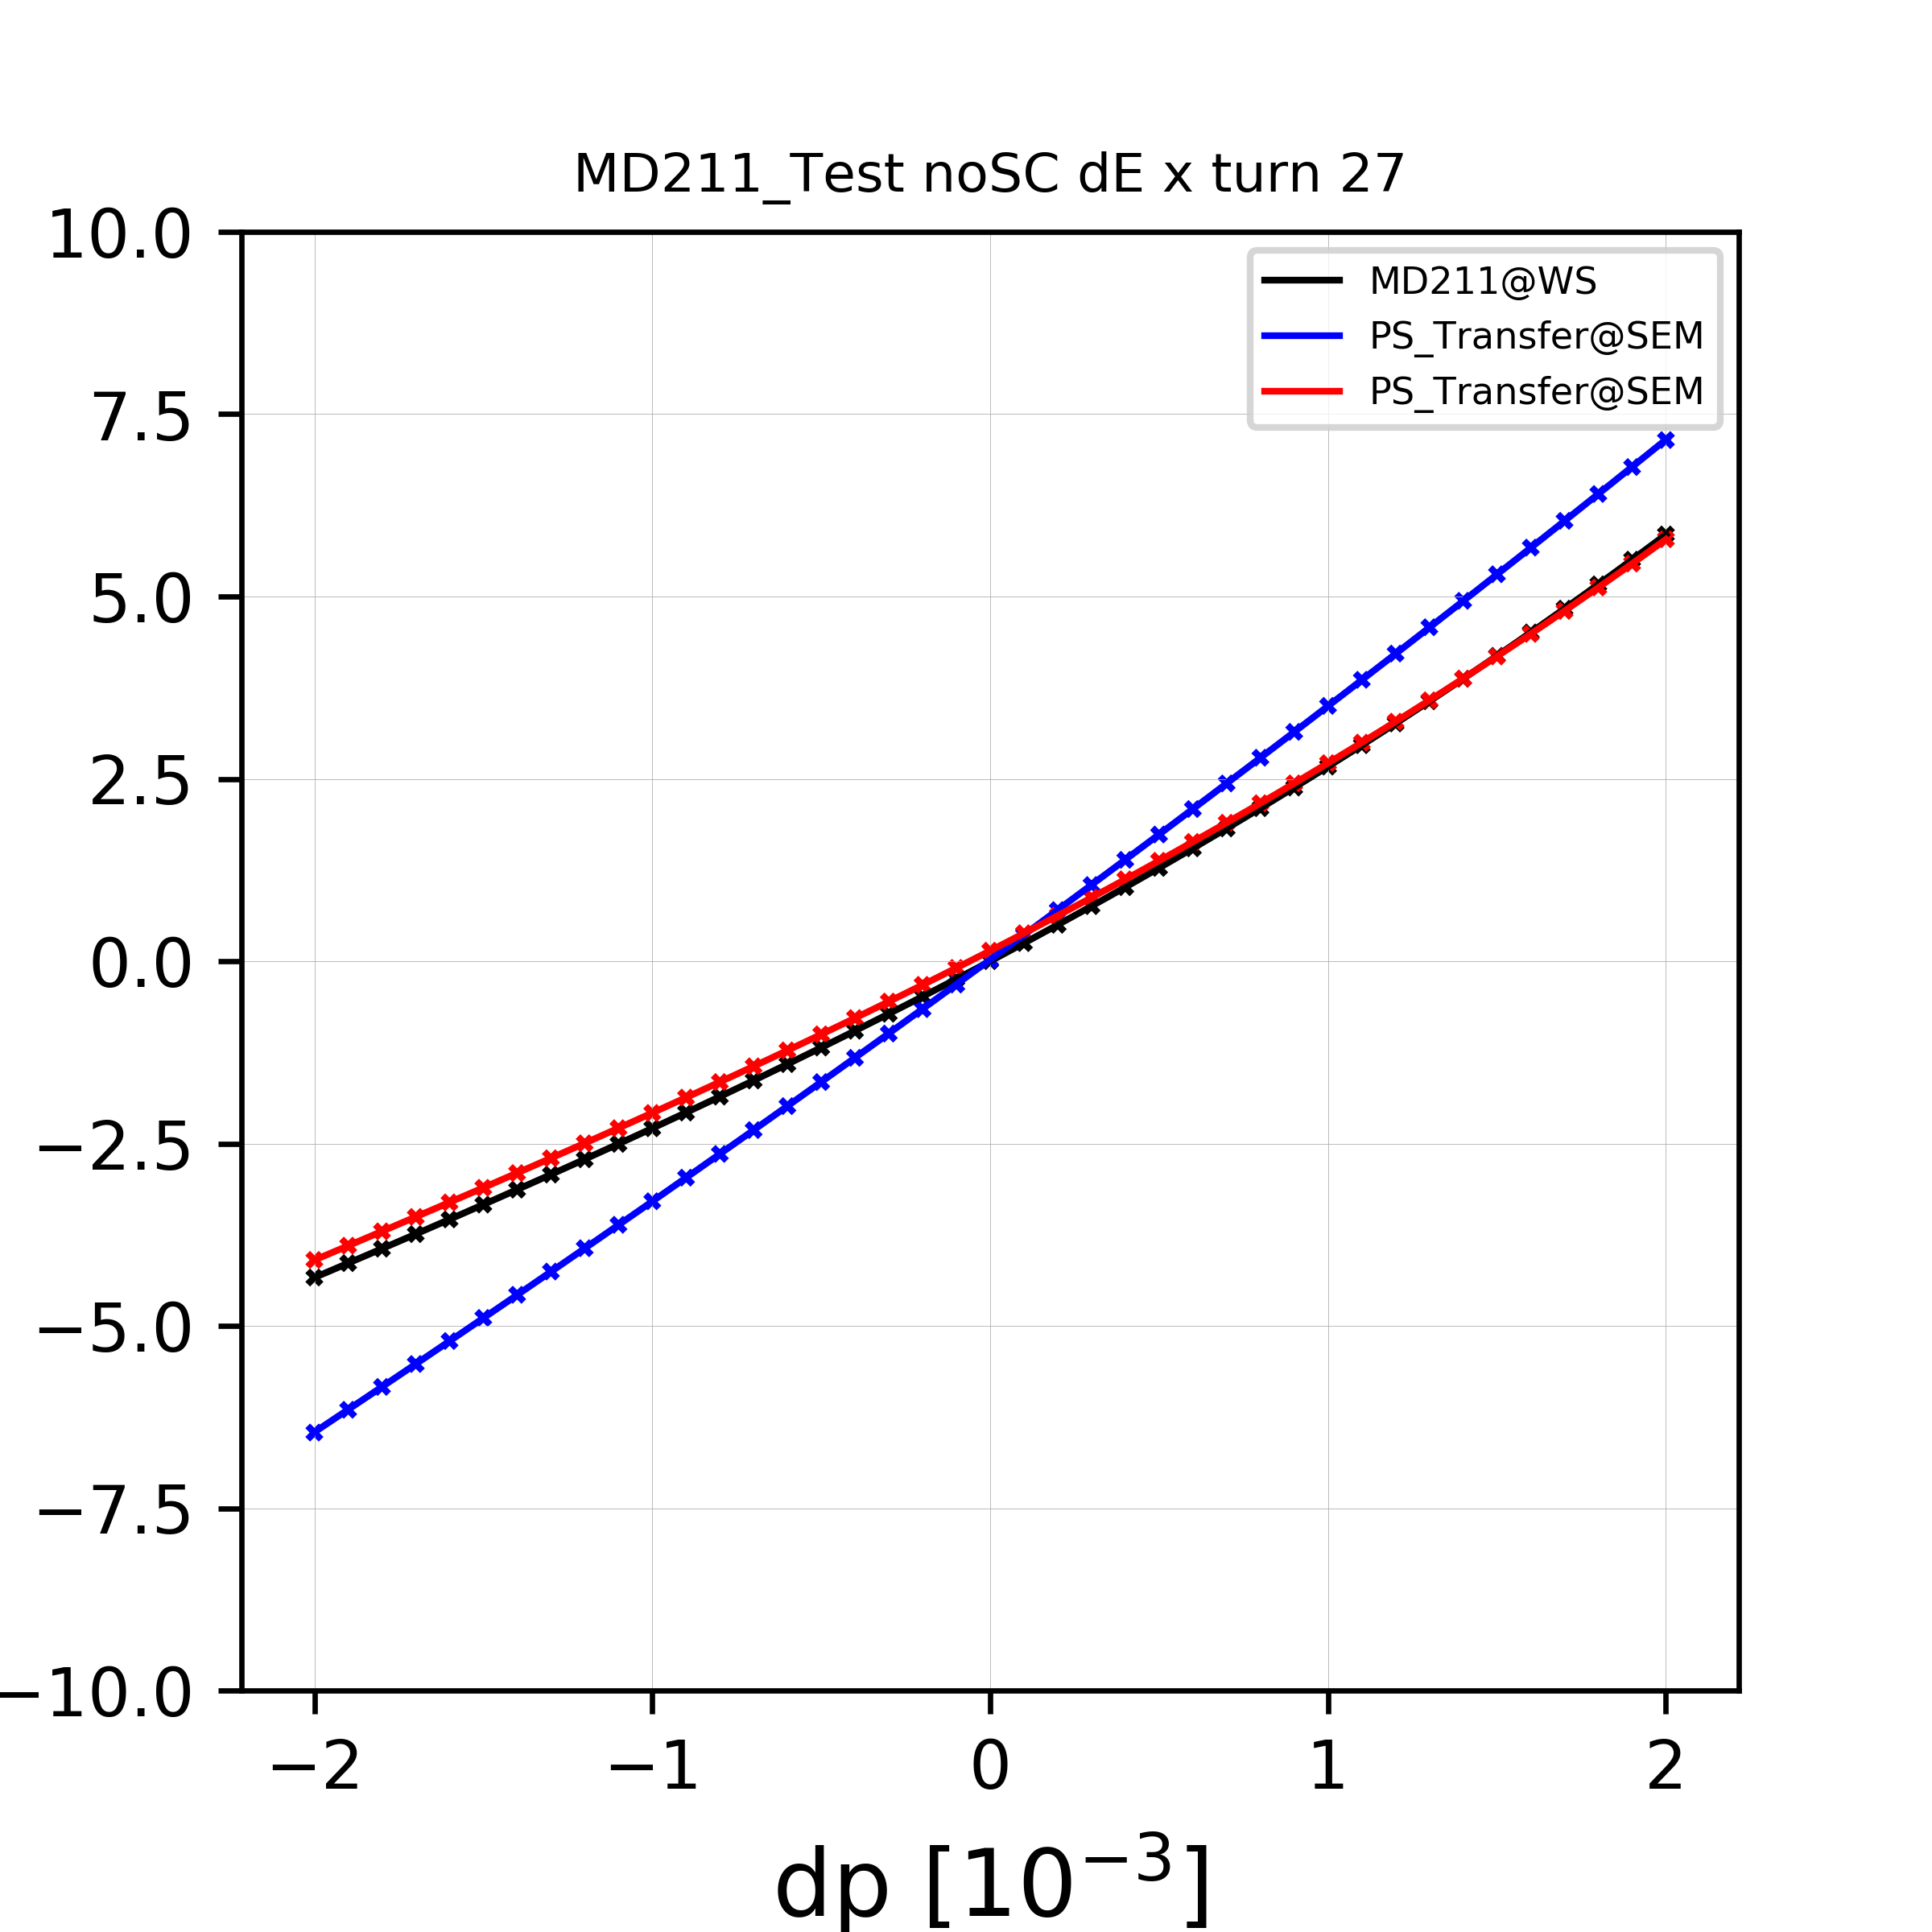 MD211_Test noSC dE x turn 27
10.0
7.5
5.0
2.5
0.0
−2.5
−5.0
−7.5
−10.0
MD211@WS
PS_Transfer@SEM
PS_Transfer@SEM
−2 −1 0 1 2
dp [10⁻³]